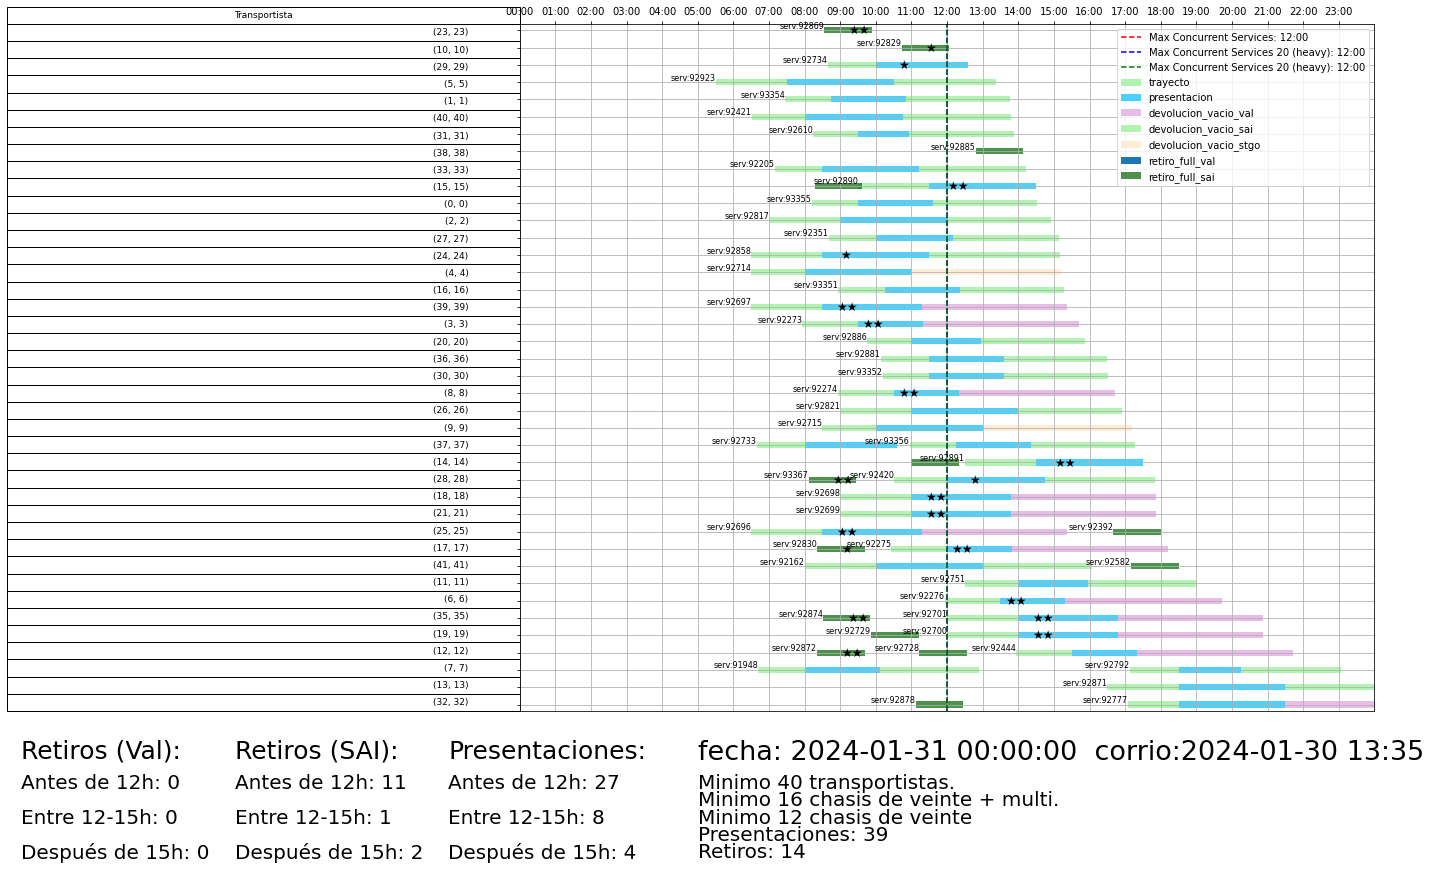 Transportista
00:00 01:00 02:00 03:00 04:00 05:00 06:00 07:00 08:00 09:00 10:00 11:00 12:00 13:00 14:00 15:00 16:00 17:00 18:00 19:00 20:00 21:00 22:00 23:00
Max Concurrent Services: 12:00
Max Concurrent Services 20 (heavy): 12:00
Max Concurrent Services 20 (heavy): 12:00
trayecto
presentacion
devolucion_vacio_val
devolucion_vacio_sai
devolucion_vacio_stgo
retiro_full_val
retiro_full_sai
(23, 23) serv:92869
(10, 10) serv:92829
(29, 29) serv:92734
(5, 5) serv:92923
(1, 1) serv:93354
(40, 40) serv:92421
(31, 31) serv:92610
(38, 38) serv:92885
(33, 33) serv:92205
(15, 15) serv:92890
(0, 0) serv:93355
(2, 2) serv:92817
(27, 27) serv:92351
(24, 24) serv:92858
(4, 4) serv:92714
(16, 16) serv:93351
(39, 39) serv:92697
(3, 3) serv:92273
(20, 20) serv:92886
(36, 36) serv:92881
(30, 30) serv:93352
(8, 8) serv:92274
(26, 26) serv:92821
(9, 9) serv:92715
(37, 37) serv:92733 serv:93356
(14, 14) serv:92891
(28, 28) serv:93367 serv:92420
(18, 18) serv:92698
(21, 21) serv:92699
(25, 25) serv:92696 serv:92392
(17, 17) serv:92830 serv:92275
(41, 41) serv:92162 serv:92582
(11, 11) serv:92751
(6, 6) serv:92276
(35, 35) serv:92874 serv:92701
(19, 19) serv:92729 serv:92700
(12, 12) serv:92872 serv:92728 serv:92444
(7, 7) serv:91948 serv:92792
(13, 13) serv:92871
(32, 32) serv:92878 serv:92777
Retiros (Val):
Antes de 12h: 0
Entre 12-15h: 0
Después de 15h: 0
Retiros (SAI):
Antes de 12h: 11
Entre 12-15h: 1
Después de 15h: 2
Presentaciones:
Antes de 12h: 27
Entre 12-15h: 8
Después de 15h: 4
fecha: 2024-01-31 00:00:00 corrio:2024-01-30 13:35
Minimo 40 transportistas.
Minimo 16 chasis de veinte + multi.
Minimo 12 chasis de veinte
Presentaciones: 39
Retiros: 14